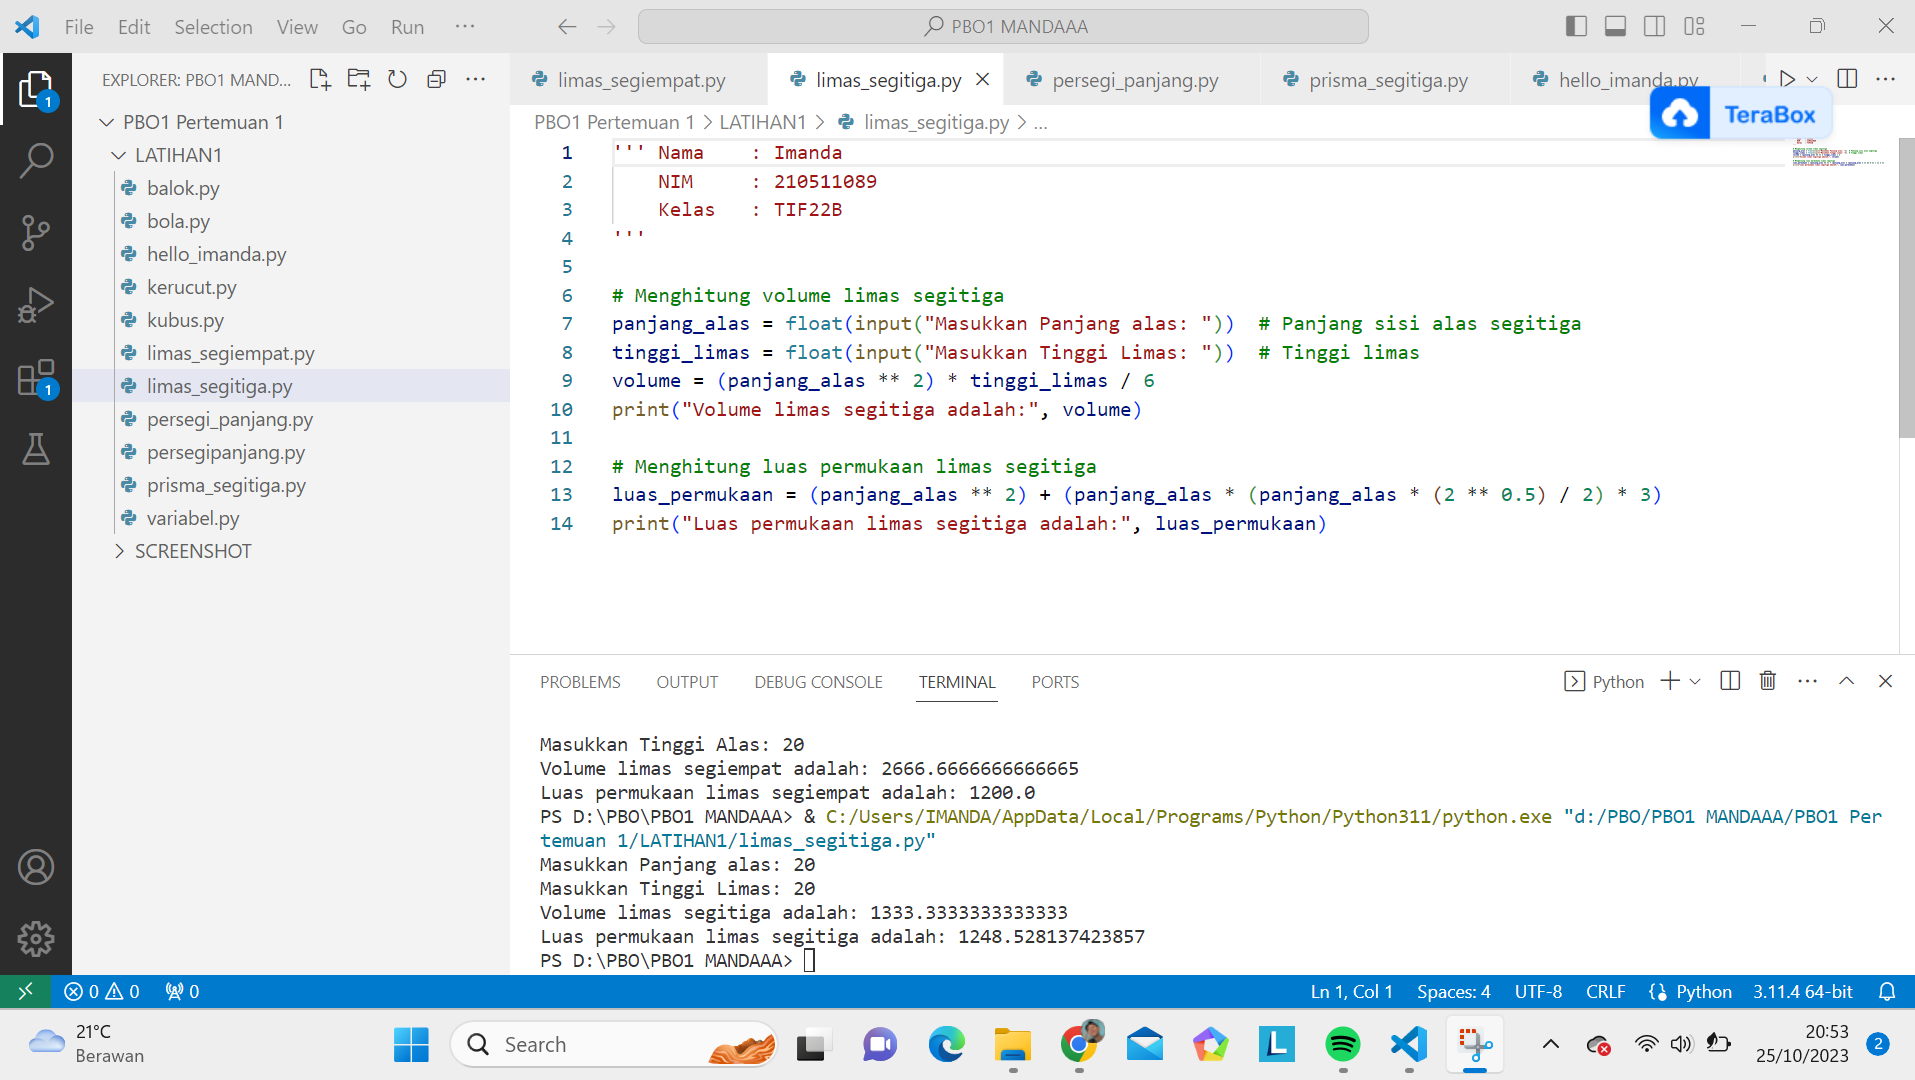 File Edit Selection View Go Run ··· PBO1 MANDAAA
EXPLORER: PBO1 MAND...
limas_segiempat.py limas_segitiga.py persegi_panjang.py prisma_segitiga.py hello_imanda.py
TeraBox
PBO1 Pertemuan 1 > LATIHAN1 > limas_segitiga.py > ...
1
PBO1 Pertemuan 1
LATIHAN1
balok.py
bola.py
hello_imanda.py
kerucut.py
kubus.py
limas_segiempat.py
limas_segitiga.py
persegi_panjang.py
persegipanjang.py
prisma_segitiga.py
variabel.py
SCREENSHOT
1
1 ''' Nama    : Imanda
2     NIM     : 210511089
3     Kelas   : TIF22B
4 '''
5
6 # Menghitung volume limas segitiga
7 panjang_alas = float(input("Masukkan Panjang alas: "))  # Panjang sisi alas segitiga
8 tinggi_limas = float(input("Masukkan Tinggi Limas: "))  # Tinggi limas
9 volume = (panjang_alas ** 2) * tinggi_limas / 6
10 print("Volume limas segitiga adalah:", volume)
11
12 # Menghitung luas permukaan limas segitiga
13 luas_permukaan = (panjang_alas ** 2) + (panjang_alas * (panjang_alas * (2 ** 0.5) / 2) * 3)
14 print("Luas permukaan limas segitiga adalah:", luas_permukaan)
PROBLEMS OUTPUT DEBUG CONSOLE TERMINAL PORTS Python
Masukkan Tinggi Alas: 20
Volume limas segiempat adalah: 2666.6666666666665
Luas permukaan limas segiempat adalah: 1200.0
PS D:\PBO\PBO1 MANDAAA> & C:/Users/IMANDA/AppData/Local/Programs/Python/Python311/python.exe "d:/PBO/PBO1 MANDAAA/PBO1 Per
temuan 1/LATIHAN1/limas_segitiga.py"
Masukkan Panjang alas: 20
Masukkan Tinggi Limas: 20
Volume limas segitiga adalah: 1333.3333333333333
Luas permukaan limas segitiga adalah: 1248.528137423857
PS D:\PBO\PBO1 MANDAAA>
0 0 0 Ln 1, Col 1 Spaces: 4 UTF-8 CRLF Python 3.11.4 64-bit
21°C
Berawan
Search
L
20:53
25/10/2023
2